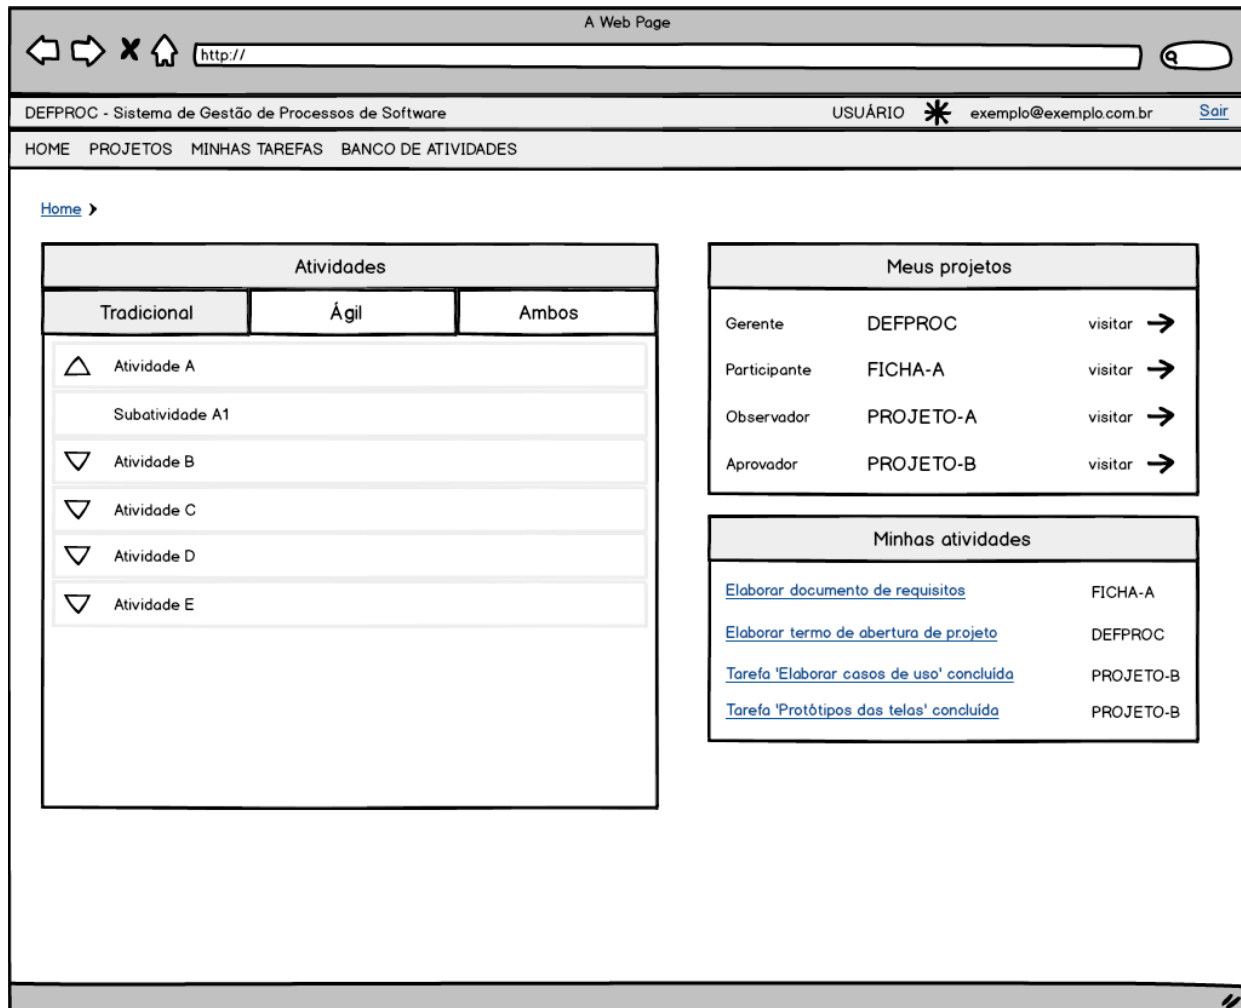 A Web Page
http://
DEFPROC - Sistema de Gestão de Processos de Software USUÁRIO exemplo@exemplo.com.br Sair
HOME PROJETOS MINHAS TAREFAS BANCO DE ATIVIDADES
Home
Atividades
Tradicional Ágil Ambos
Atividade A
Subatividade A1
Atividade B
Atividade C
Atividade D
Atividade E
Meus projetos
Gerente DEFPROC visitar
Participante FICHA-A visitar
Observador PROJETO-A visitar
Aprovador PROJETO-B visitar
Minhas atividades
Elaborar documento de requisitos FICHA-A
Elaborar termo de abertura de projeto DEFPROC
Tarefa 'Elaborar casos de uso' concluída PROJETO-B
Tarefa 'Protótipos das telas' concluída PROJETO-B